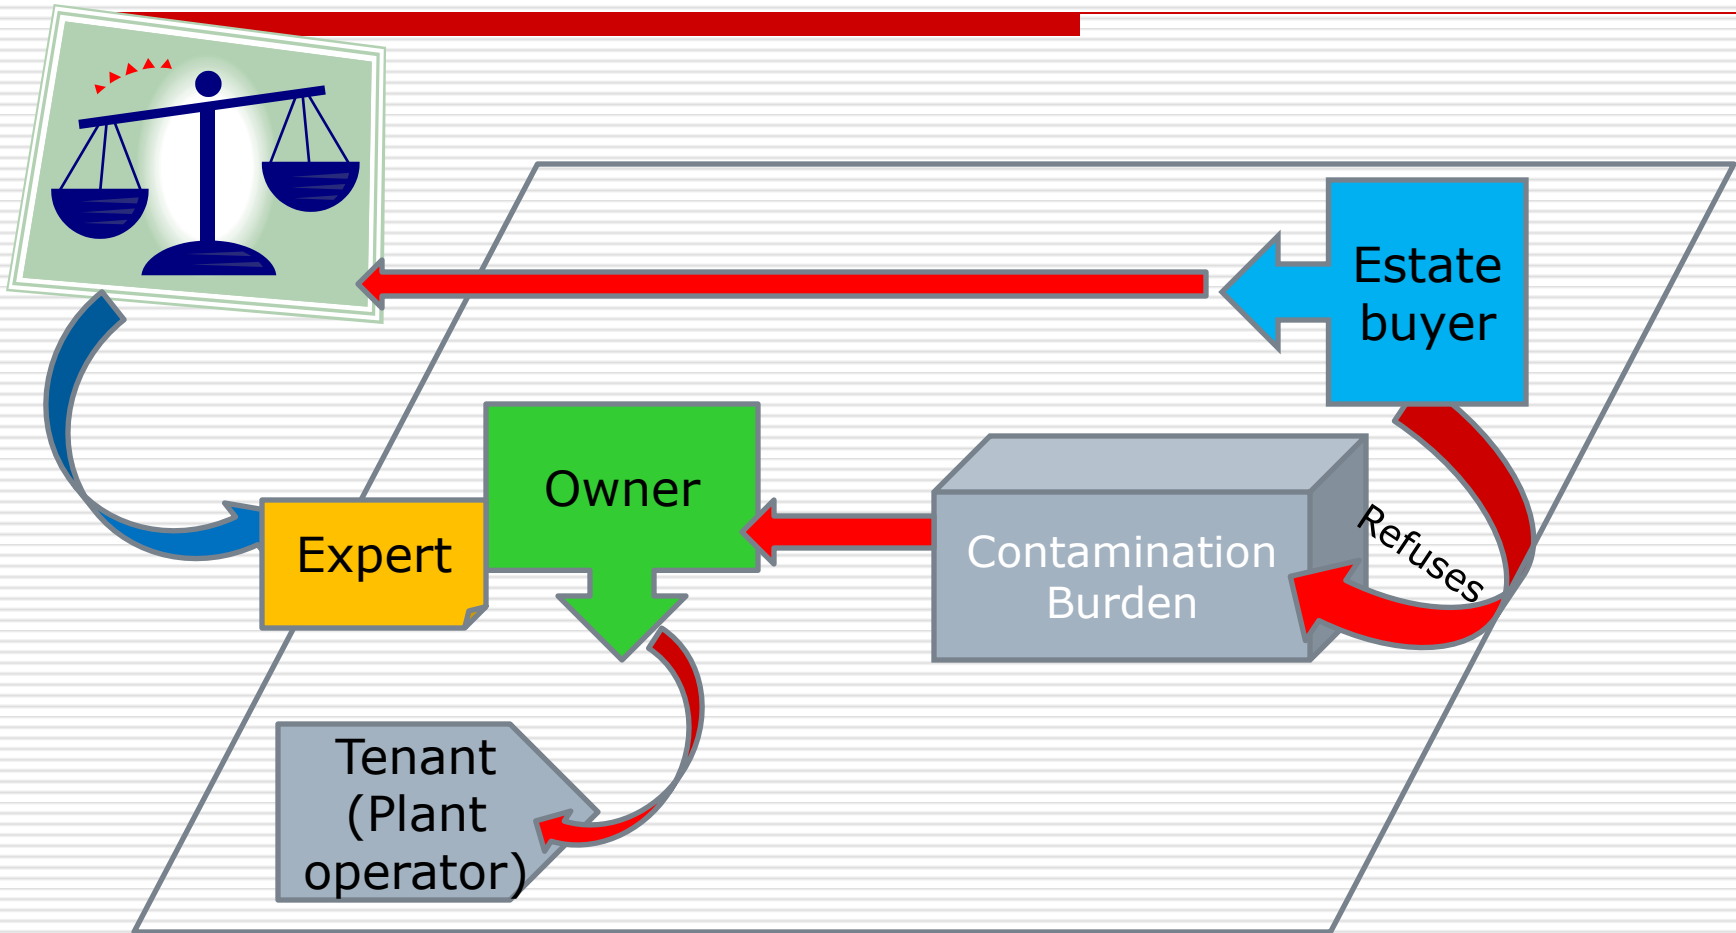 Estate
buyer
Owner
Expert
Contamination
Burden
Refuses
Tenant
(Plant
operator)